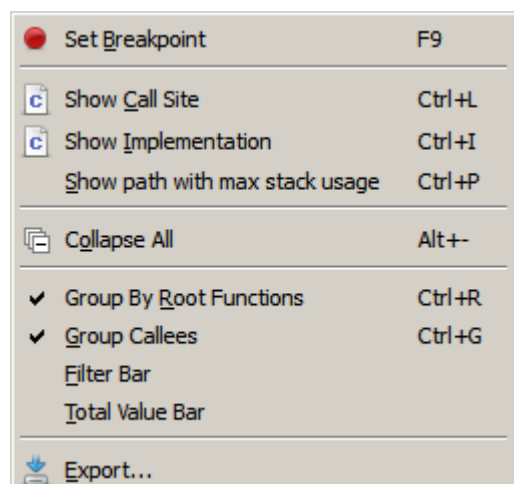 Set Breakpoint F9
c Show Call Site Ctrl+L
c Show Implementation Ctrl+I
Show path with max stack usage Ctrl+P
Collapse All Alt+-
Group By Root Functions Ctrl+R
Group Callees Ctrl+G
Filter Bar
Total Value Bar
Export...